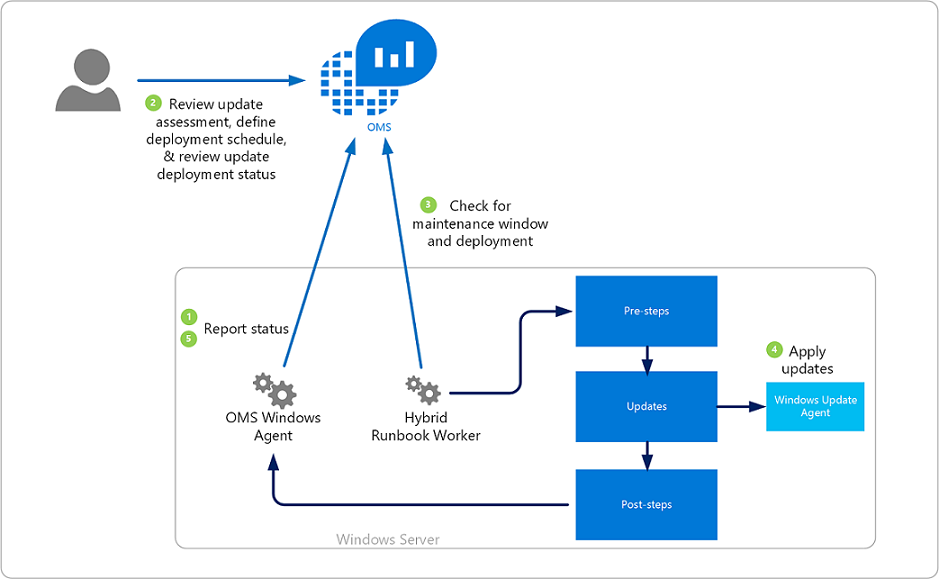 OMS
2 Review update
assessment, define
deployment schedule,
& review update
deployment status
3 Check for
maintenance window
and deployment
1
5
Report status
OMS Windows
Agent
Hybrid
Runbook Worker
Pre-steps
Updates
Post-steps
4 Apply
updates
Windows Update
Agent
Windows Server